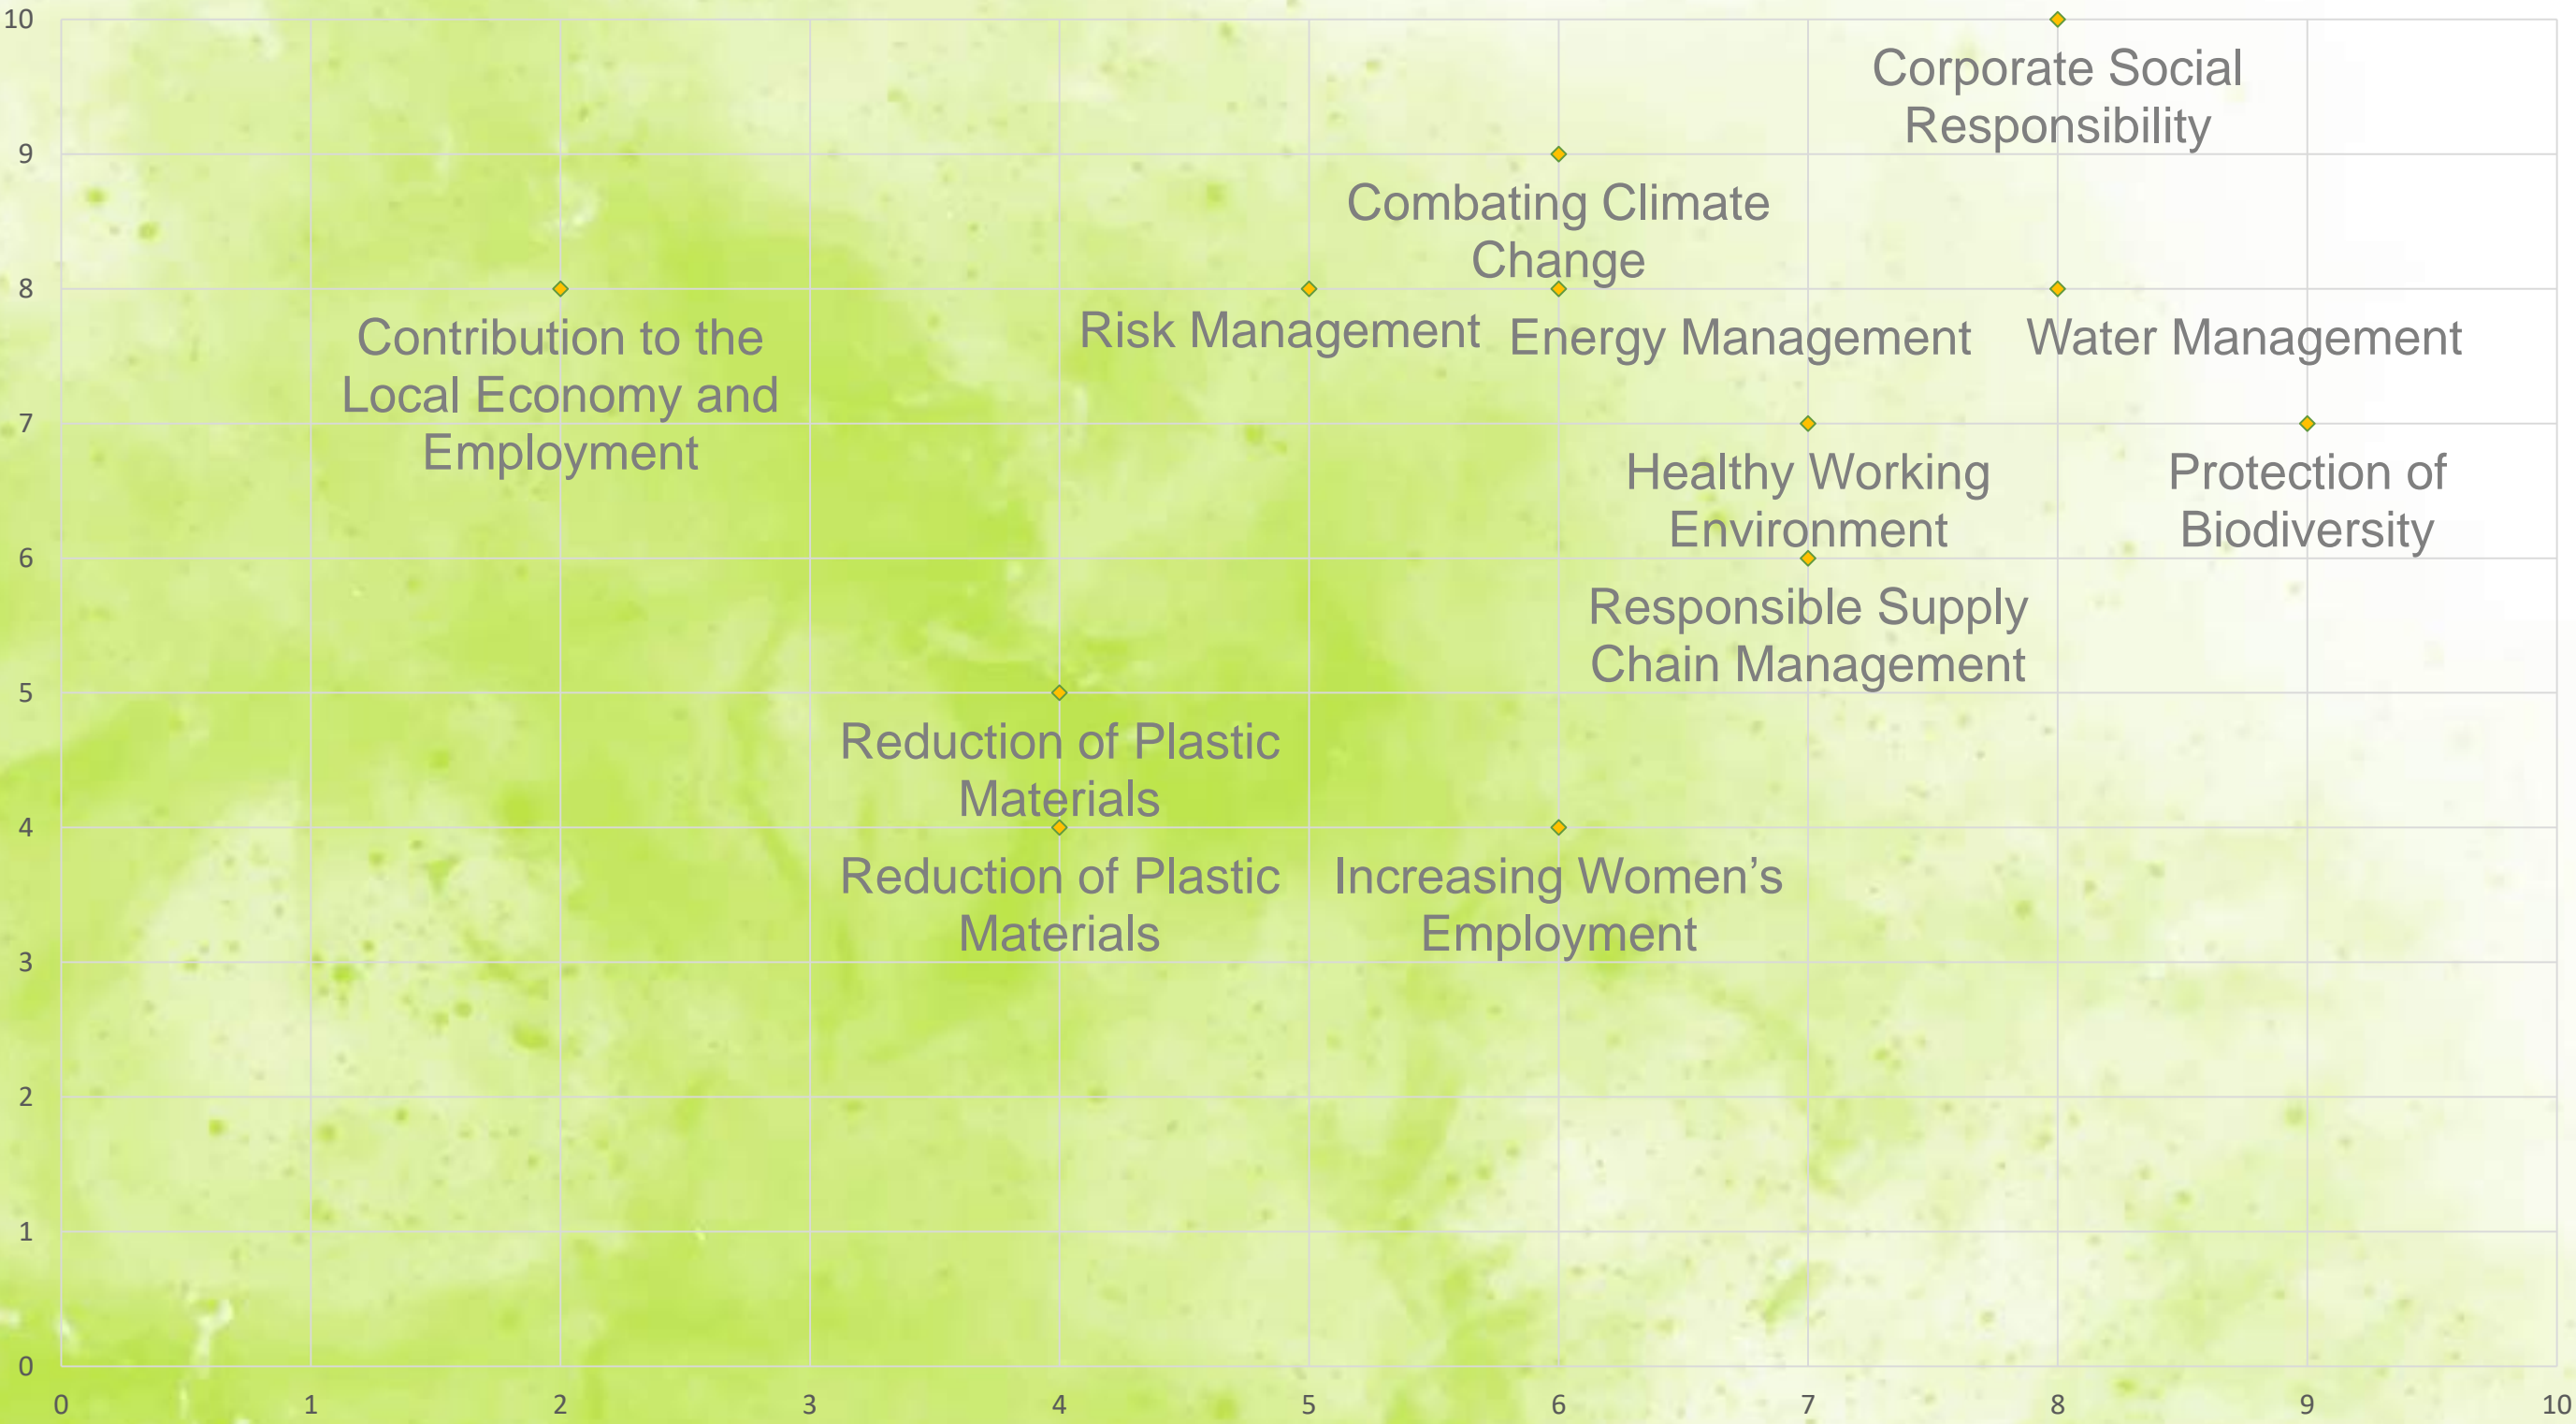 10
Corporate Social
Responsibility
9
Combating Climate
Change
8
Contribution to the
Local Economy and
Employment
Risk Management
Energy Management
Water Management
7
Healthy Working
Environment
Protection of
Biodiversity
6
Responsible Supply
Chain Management
5
Reduction of Plastic
Materials
4
Reduction of Plastic
Materials
Increasing Women’s
Employment
3
2
1
0
0 1 2 3 4 5 6 7 8 9 10